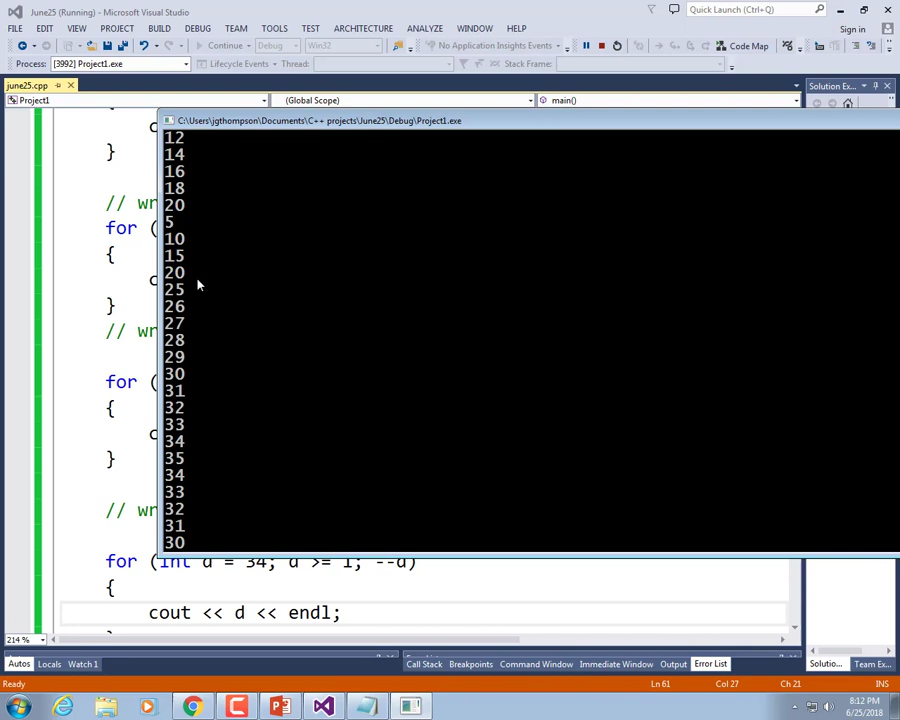 June25 (Running) - Microsoft Visual Studio
Quick Launch (Ctrl+Q)
FILE EDIT VIEW PROJECT BUILD DEBUG TEAM TOOLS TEST ARCHITECTURE ANALYZE WINDOW HELP
Sign in
Continue Debug Win32 No Application Insights Events Code Map
Process: [3992] Project1.exe Lifecycle Events Thread: Stack Frame:
june25.cpp
Solution Ex...
Project1 (Global Scope) main()
C:\Users\jgthompson\Documents\C++ projects\June25\Debug\Project1.exe
12
14
16
18
20
5
10
15
20
25
26
27
28
29
30
31
32
33
34
35
34
33
32
31
30
}
// wr
for (
{
}
// wr
for (
{
}
// wr
for (int d = 34; d >= 1; --d)
{
cout << d << endl;
214 %
Autos Locals Watch 1 Call Stack Breakpoints Command Window Immediate Window Output Error List Solutio... Team Ex...
Ready Ln 61 Col 27 Ch 21 INS
8:12 PM
6/25/2018